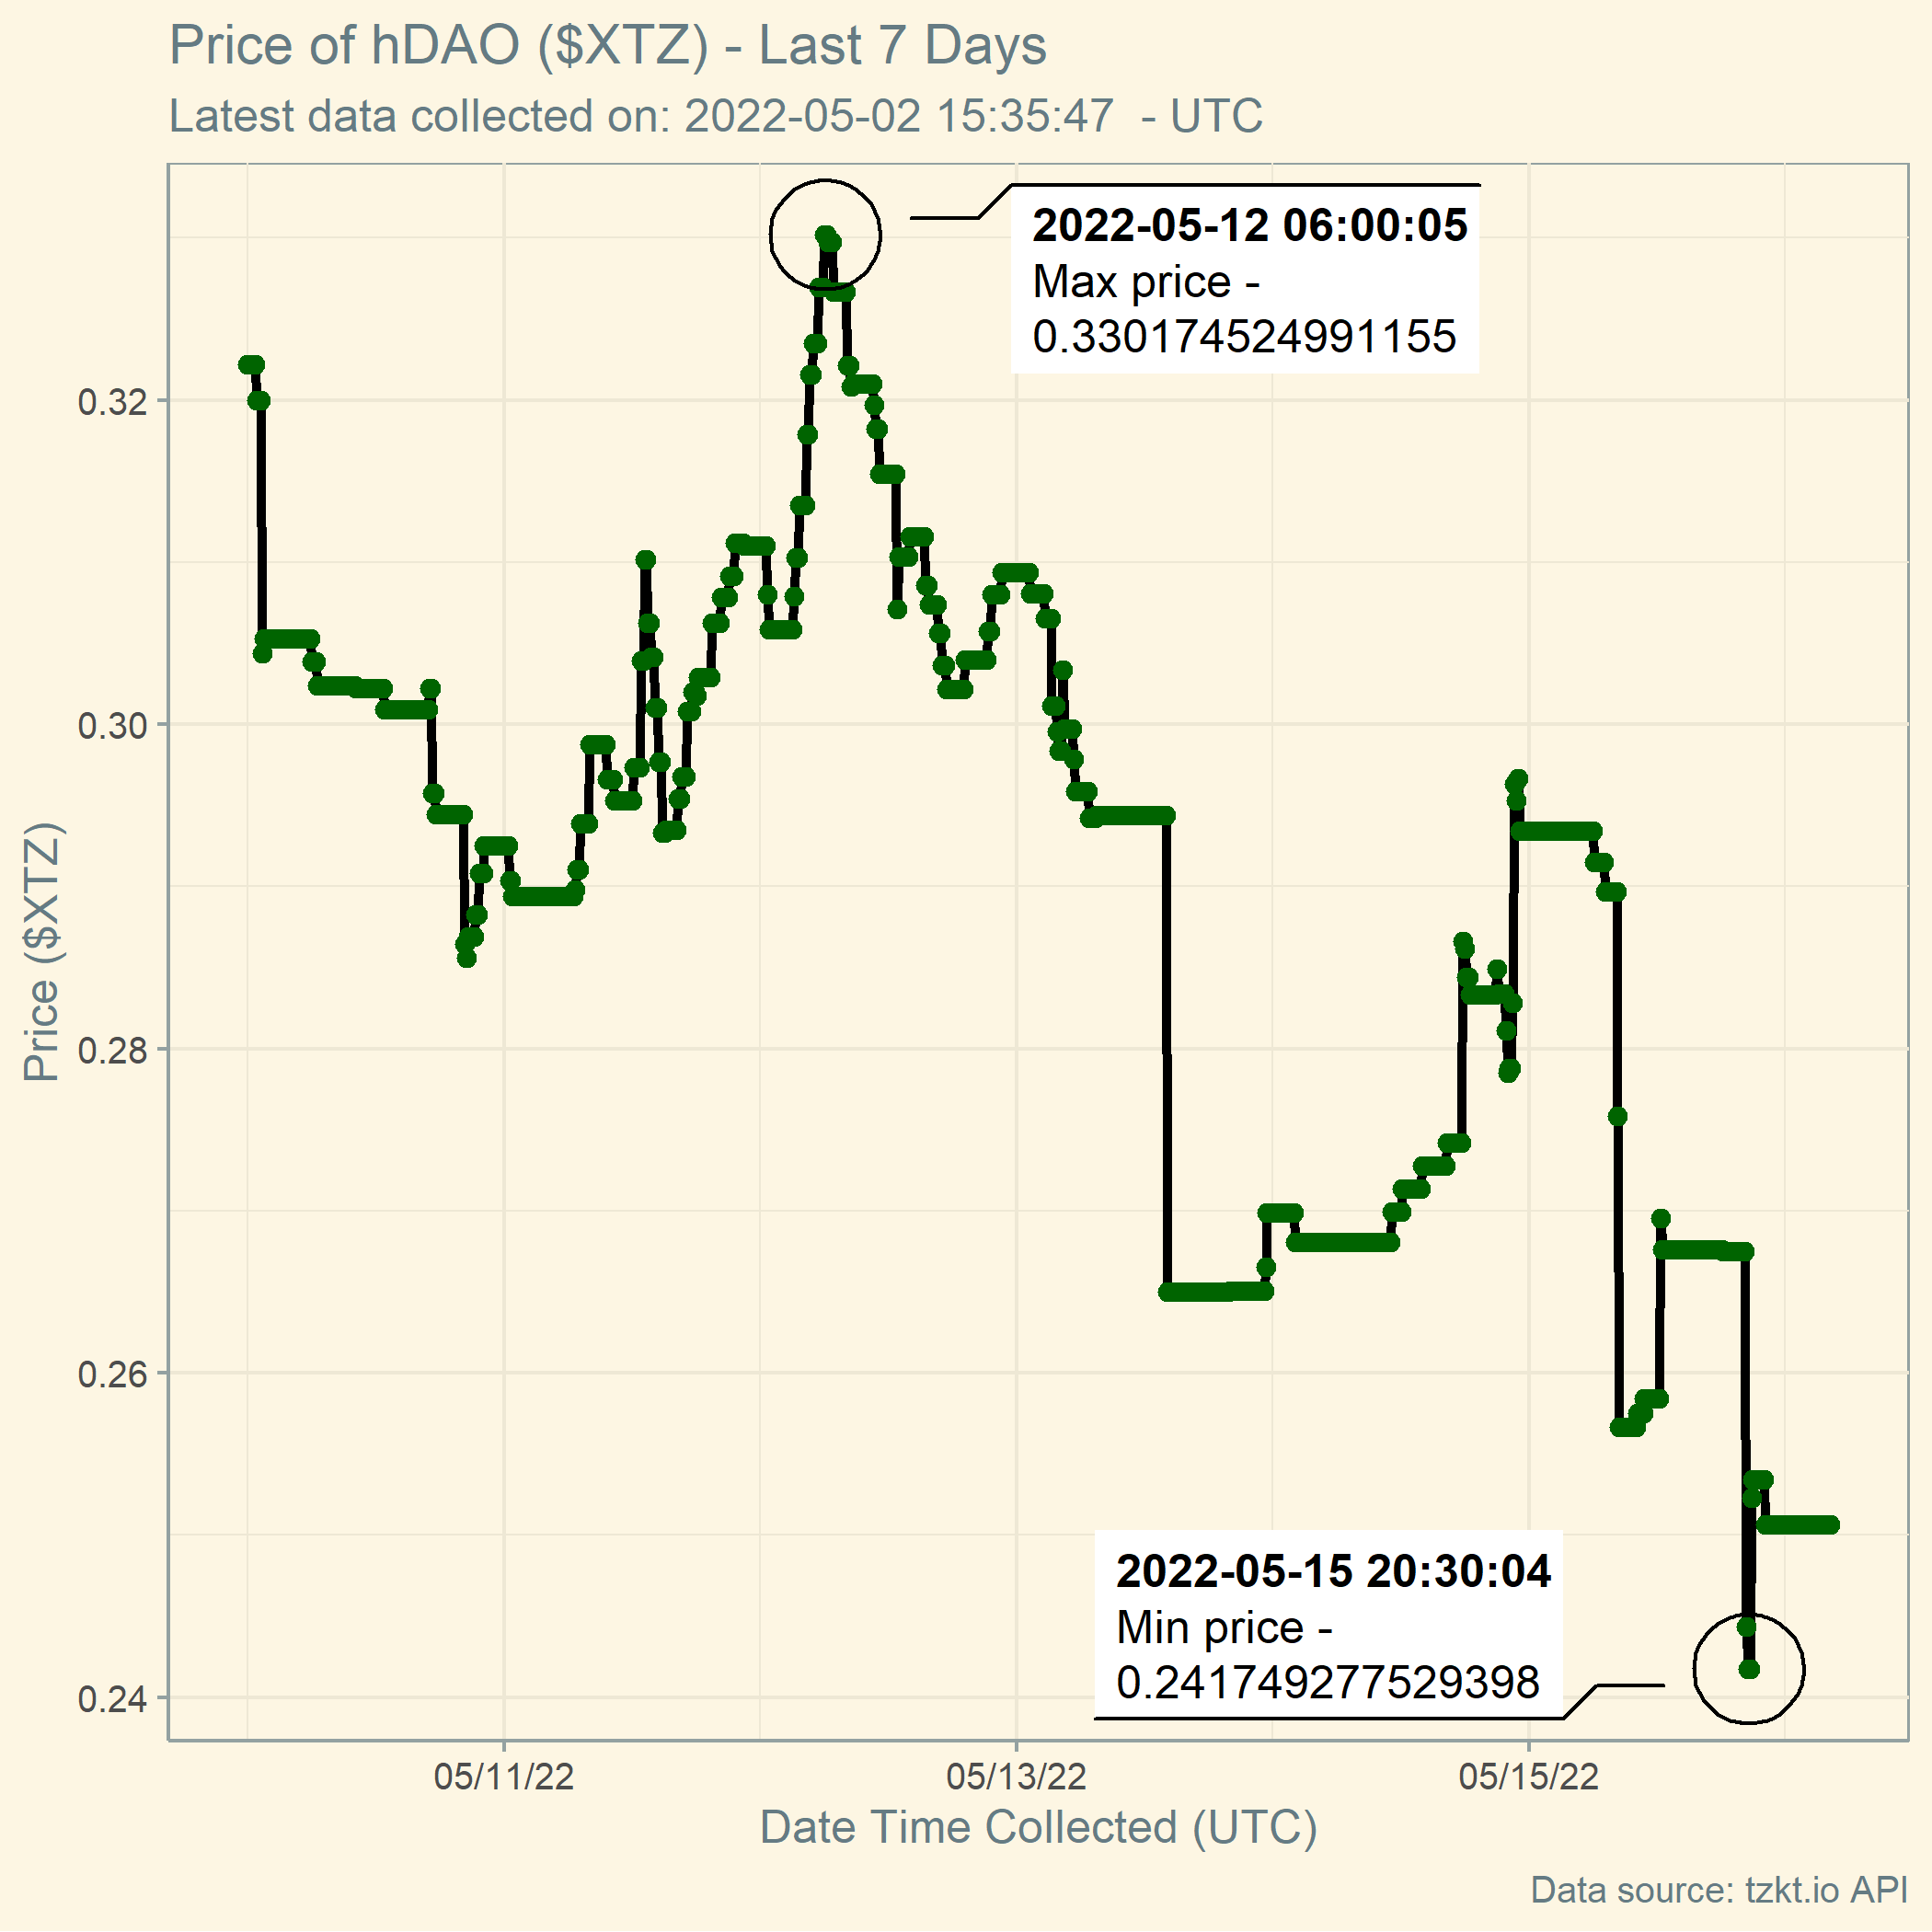 Price of hDAO ($XTZ) - Last 7 Days
Latest data collected on: 2022-05-02 15:35:47  - UTC
2022-05-12 06:00:05
Max price -
0.330174524991155
0.32
0.30
0.28
0.26
0.24
Price ($XTZ)
2022-05-15 20:30:04
Min price -
0.241749277529398
05/11/22
05/13/22
05/15/22
Date Time Collected (UTC)
Data source: tzkt.io API